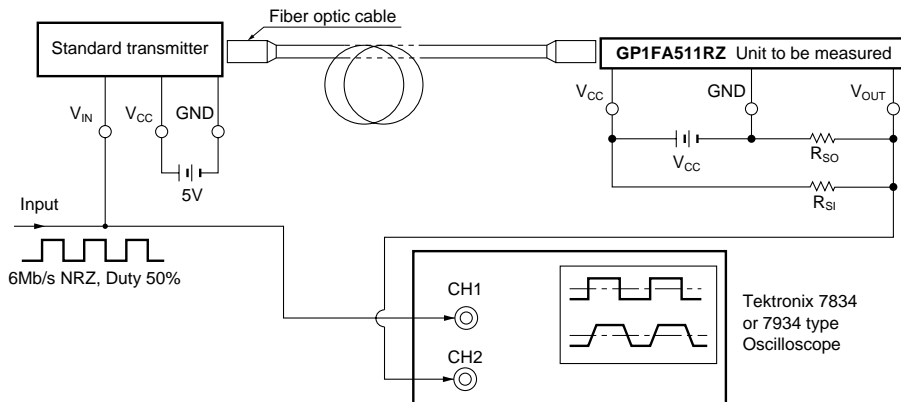 Fiber optic cable
Standard transmitter
GP1FA511RZ Unit to be measured
VIN
VCC
GND
5V
VCC
GND
VOUT
VCC
RSO
RSI
Input
6Mb/s NRZ, Duty 50%
CH1
CH2
Tektronix 7834
or 7934 type
Oscilloscope